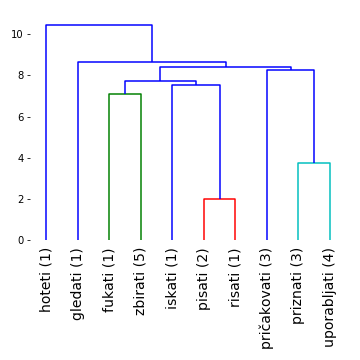 10
8
6
4
2
0
hoteti (1)
gledati (1)
fukati (1)
zbirati (5)
iskati (1)
pisati (2)
risati (1)
pričakovati (3)
priznati (3)
uporabljati (4)